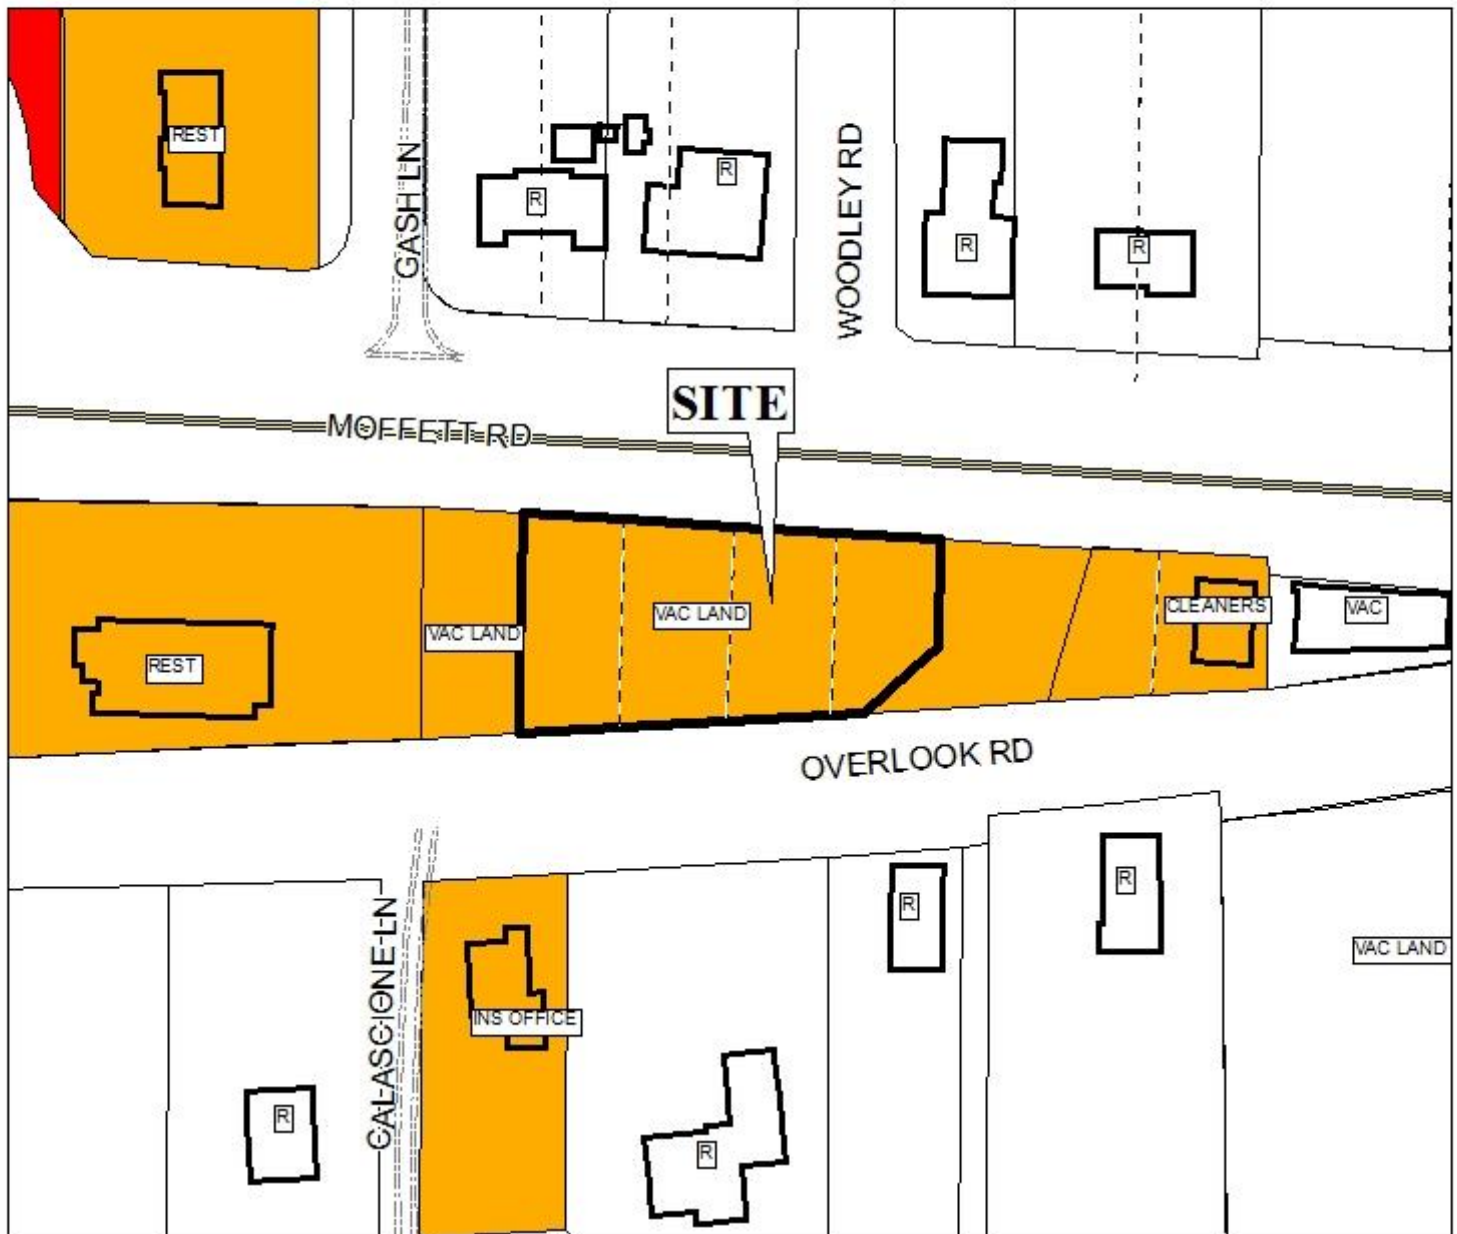 REST
GASH LN
R
R
WOODLEY RD
R
R
SITE
MOFFETT RD
VAC LAND
VAC LAND
CLEANERS
VAC
REST
OVERLOOK RD
CALASCIONE LN
INS OFFICE
R
R
VAC LAND
R
R